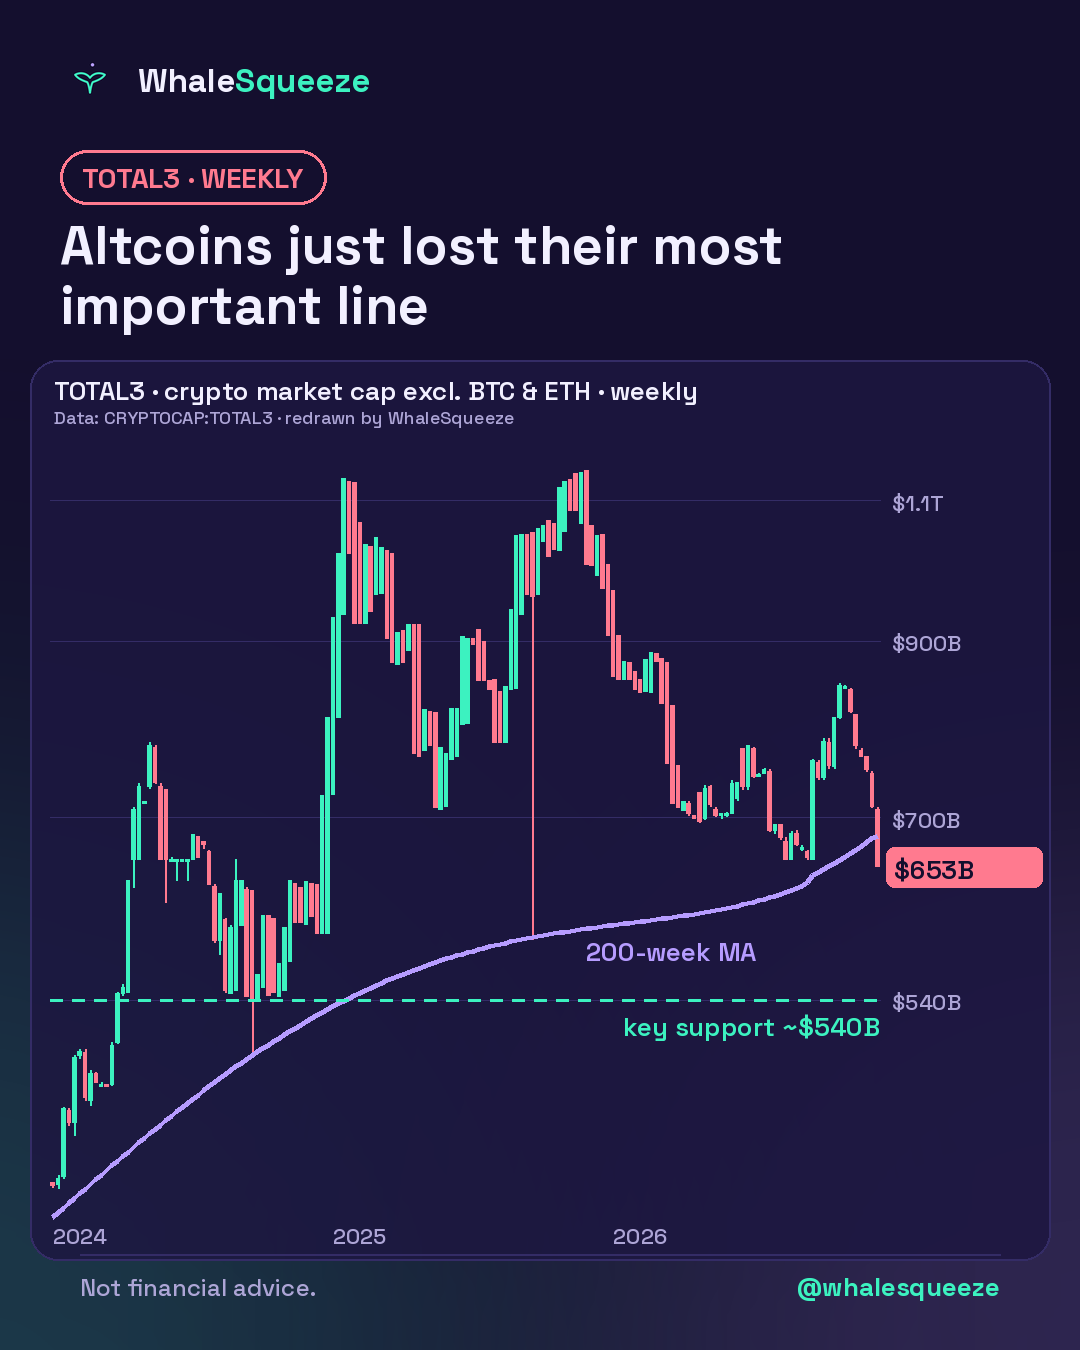 WhaleSqueeze
TOTAL3 · WEEKLY
Altcoins just lost their most
important line
TOTAL3 · crypto market cap excl. BTC & ETH · weekly
Data: CRYPTOCAP:TOTAL3 · redrawn by WhaleSqueeze
$1.1T
$900B
$700B
$653B
200-week MA
$540B
key support ~$540B
2024 2025 2026
Not financial advice.
@whalesqueeze